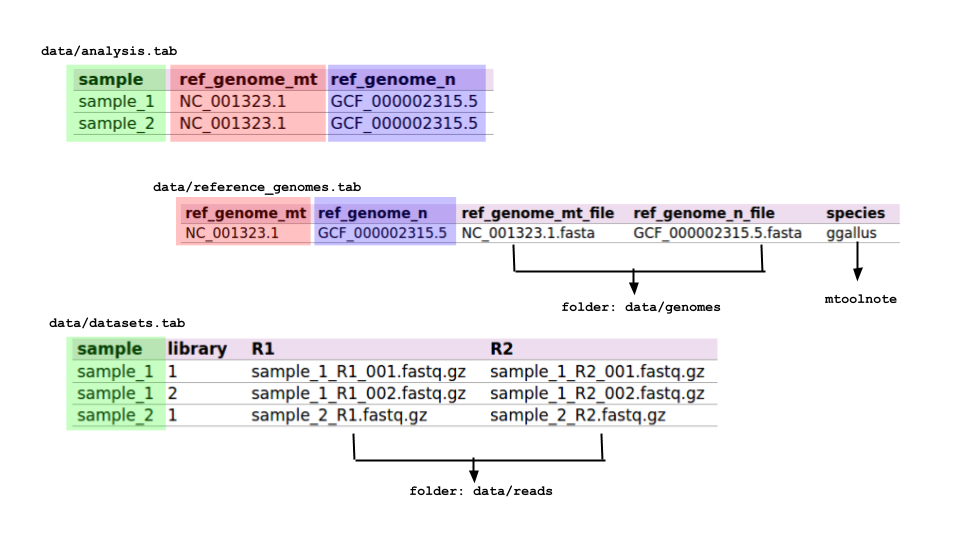 data/analysis.tab
sample ref_genome_mt ref_genome_n
sample_1 NC_001323.1 GCF_000002315.5
sample_2 NC_001323.1 GCF_000002315.5
data/reference_genomes.tab
ref_genome_mt ref_genome_n ref_genome_mt_file ref_genome_n_file species
NC_001323.1 GCF_000002315.5 NC_001323.1.fasta GCF_000002315.5.fasta ggallus
mtoolnote
folder: data/genomes
data/datasets.tab
sample library R1 R2
sample_1 1 sample_1_R1_001.fastq.gz sample_1_R2_001.fastq.gz
sample_1 2 sample_1_R1_002.fastq.gz sample_1_R2_002.fastq.gz
sample_2 1 sample_2_R1.fastq.gz sample_2_R2.fastq.gz
folder: data/reads